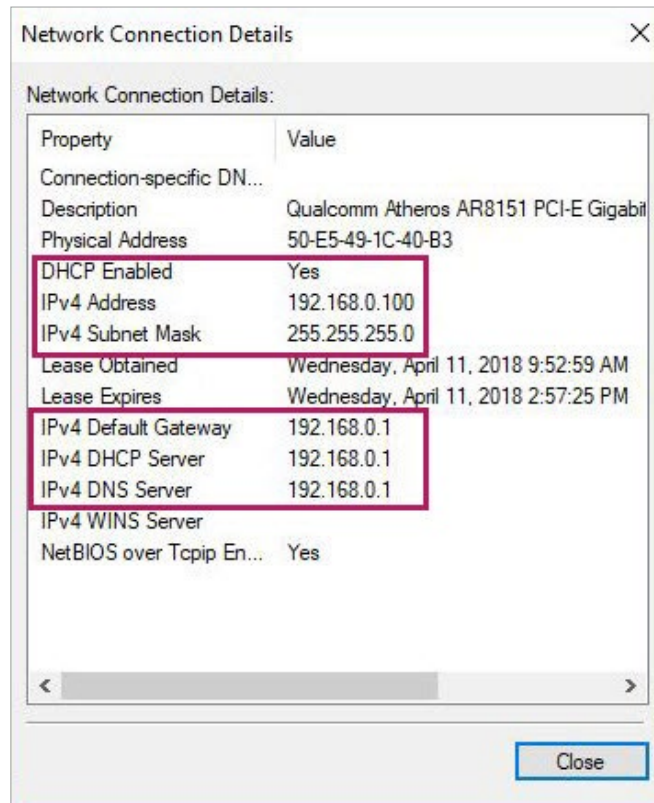 Network Connection Details
Network Connection Details:
Property Value
Connection-specific DN...
Description Qualcomm Atheros AR8151 PCI-E Gigabit
Physical Address 50-E5-49-1C-40-B3
DHCP Enabled Yes
IPv4 Address 192.168.0.100
IPv4 Subnet Mask 255.255.255.0
Lease Obtained Wednesday, April 11, 2018 9:52:59 AM
Lease Expires Wednesday, April 11, 2018 2:57:25 PM
IPv4 Default Gateway 192.168.0.1
IPv4 DHCP Server 192.168.0.1
IPv4 DNS Server 192.168.0.1
IPv4 WINS Server
NetBIOS over Tcpip En... Yes
Close